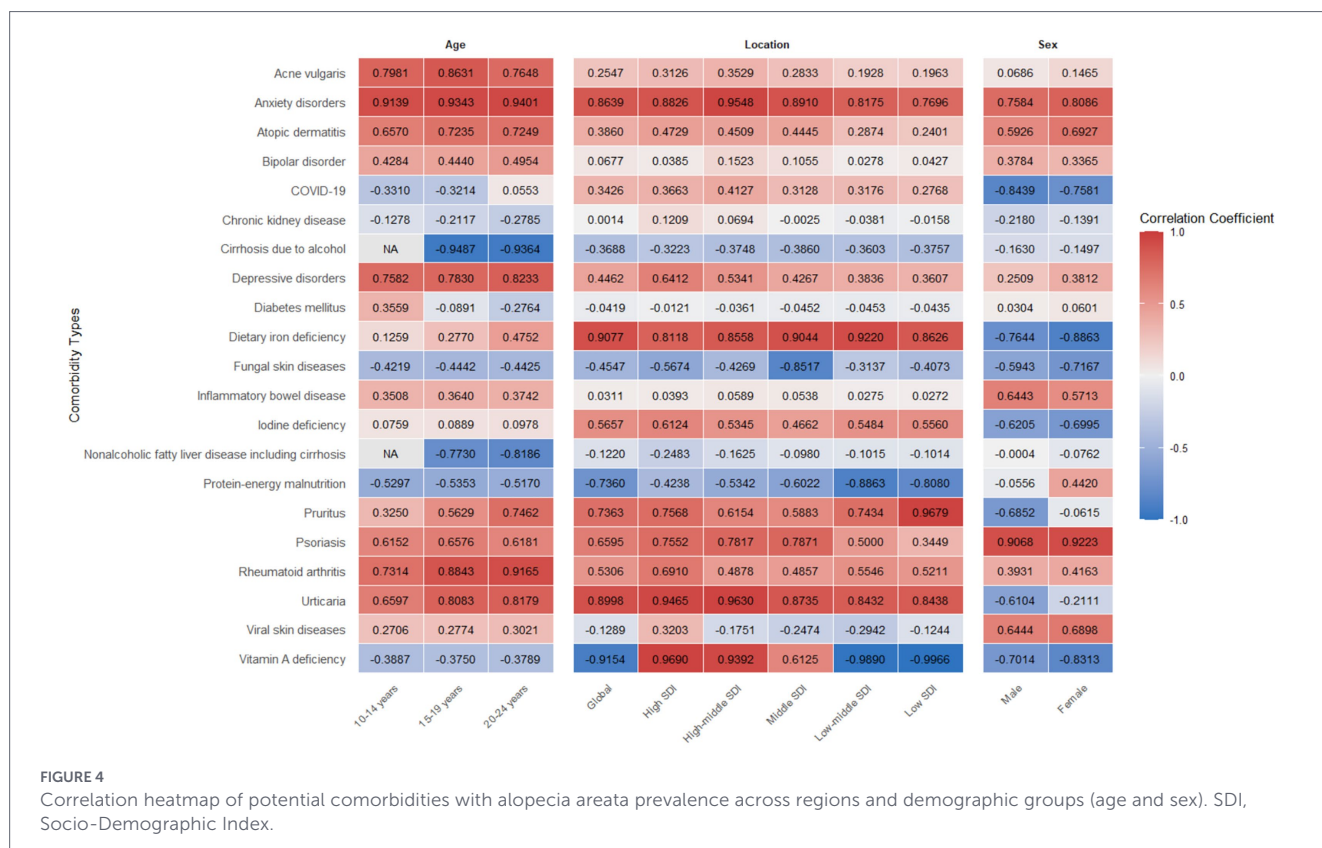 Age Location Sex
Acne vulgaris 0.7981 0.8631 0.7648 0.2547 0.3126 0.3529 0.2833 0.1928 0.1963 0.0686 0.1465
Anxiety disorders 0.9139 0.9343 0.9401 0.8639 0.8826 0.9548 0.8910 0.8175 0.7696 0.7584 0.8086
Atopic dermatitis 0.6570 0.7235 0.7249 0.3860 0.4729 0.4509 0.4445 0.2874 0.2401 0.5926 0.6927
Bipolar disorder 0.4284 0.4440 0.4954 0.0677 0.0385 0.1523 0.1055 0.0278 0.0427 0.3784 0.3365
COVID-19 -0.3310 -0.3214 0.0553 0.3426 0.3663 0.4127 0.3128 0.3176 0.2768 -0.8439 -0.7581
Chronic kidney disease -0.1278 -0.2117 -0.2785 0.0014 0.1209 0.0694 -0.0025 -0.0381 -0.0158 -0.2180 -0.1391
Cirrhosis due to alcohol NA -0.9487 -0.9364 -0.3688 -0.3223 -0.3748 -0.3860 -0.3603 -0.3757 -0.1630 -0.1497
Depressive disorders 0.7582 0.7830 0.8233 0.4462 0.6412 0.5341 0.4267 0.3836 0.3607 0.2509 0.3812
Diabetes mellitus 0.3559 -0.0891 -0.2764 -0.0419 -0.0121 -0.0361 -0.0452 -0.0453 -0.0435 0.0304 0.0601
Dietary iron deficiency 0.1259 0.2770 0.4752 0.9077 0.8118 0.8558 0.9044 0.9220 0.8626 -0.7644 -0.8863
Fungal skin diseases -0.4219 -0.4442 -0.4425 -0.4547 -0.5674 -0.4269 -0.8517 -0.3137 -0.4073 -0.5943 -0.7167
Inflammatory bowel disease 0.3508 0.3640 0.3742 0.0311 0.0393 0.0589 0.0538 0.0275 0.0272 0.6443 0.5713
Iodine deficiency 0.0759 0.0889 0.0978 0.5657 0.6124 0.5345 0.4662 0.5484 0.5560 -0.6205 -0.6995
Nonalcoholic fatty liver disease including cirrhosis NA -0.7730 -0.8186 -0.1220 -0.2483 -0.1625 -0.0980 -0.1015 -0.1014 -0.0004 -0.0762
Protein-energy malnutrition -0.5297 -0.5353 -0.5170 -0.7360 -0.4238 -0.5342 -0.6022 -0.8863 -0.8080 -0.0556 0.4420
Pruritus 0.3250 0.5629 0.7462 0.7363 0.7568 0.6154 0.5883 0.7434 0.9679 -0.6852 -0.0615
Psoriasis 0.6152 0.6576 0.6181 0.6595 0.7552 0.7817 0.7871 0.5000 0.3449 0.9068 0.9223
Rheumatoid arthritis 0.7314 0.8843 0.9165 0.5306 0.6910 0.4878 0.4857 0.5546 0.5211 0.3931 0.4163
Urticaria 0.6597 0.8083 0.8179 0.8998 0.9465 0.9630 0.8735 0.8432 0.8438 -0.6104 -0.2111
Viral skin diseases 0.2706 0.2774 0.3021 -0.1289 0.3203 -0.1751 -0.2474 -0.2942 -0.1244 0.6444 0.6898
Vitamin A deficiency -0.3887 -0.3750 -0.3789 -0.9154 0.9690 0.9392 0.6125 -0.9890 -0.9966 -0.7014 -0.8313
10-14 years 15-19 years 20-24 years Global High SDI High-middle SDI Middle SDI Low-middle SDI Low SDI Male Female
Comorbidity Types
Correlation Coefficient
1.0
0.5
0.0
-0.5
-1.0
FIGURE 4
Correlation heatmap of potential comorbidities with alopecia areata prevalence across regions and demographic groups (age and sex). SDI,
Socio-Demographic Index.